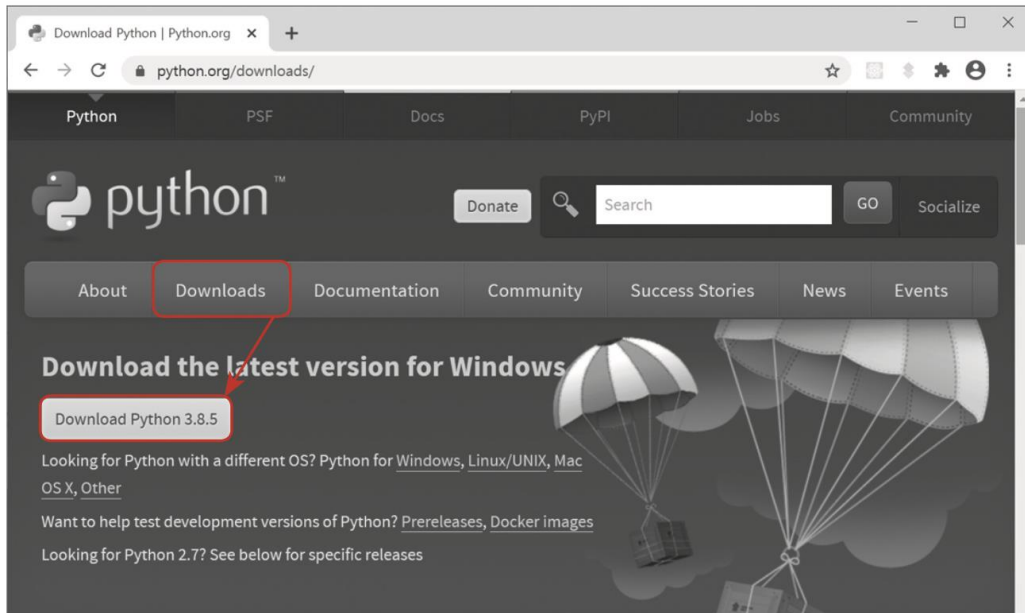 Download Python | Python.org
python.org/downloads/
Python PSF Docs PyPI Jobs Community
python™
Donate Search GO Socialize
About Downloads Documentation Community Success Stories News Events
Download the latest version for Windows
Download Python 3.8.5
Looking for Python with a different OS? Python for Windows, Linux/UNIX, Mac
OS X, Other
Want to help test development versions of Python? Prereleases, Docker images
Looking for Python 2.7? See below for specific releases